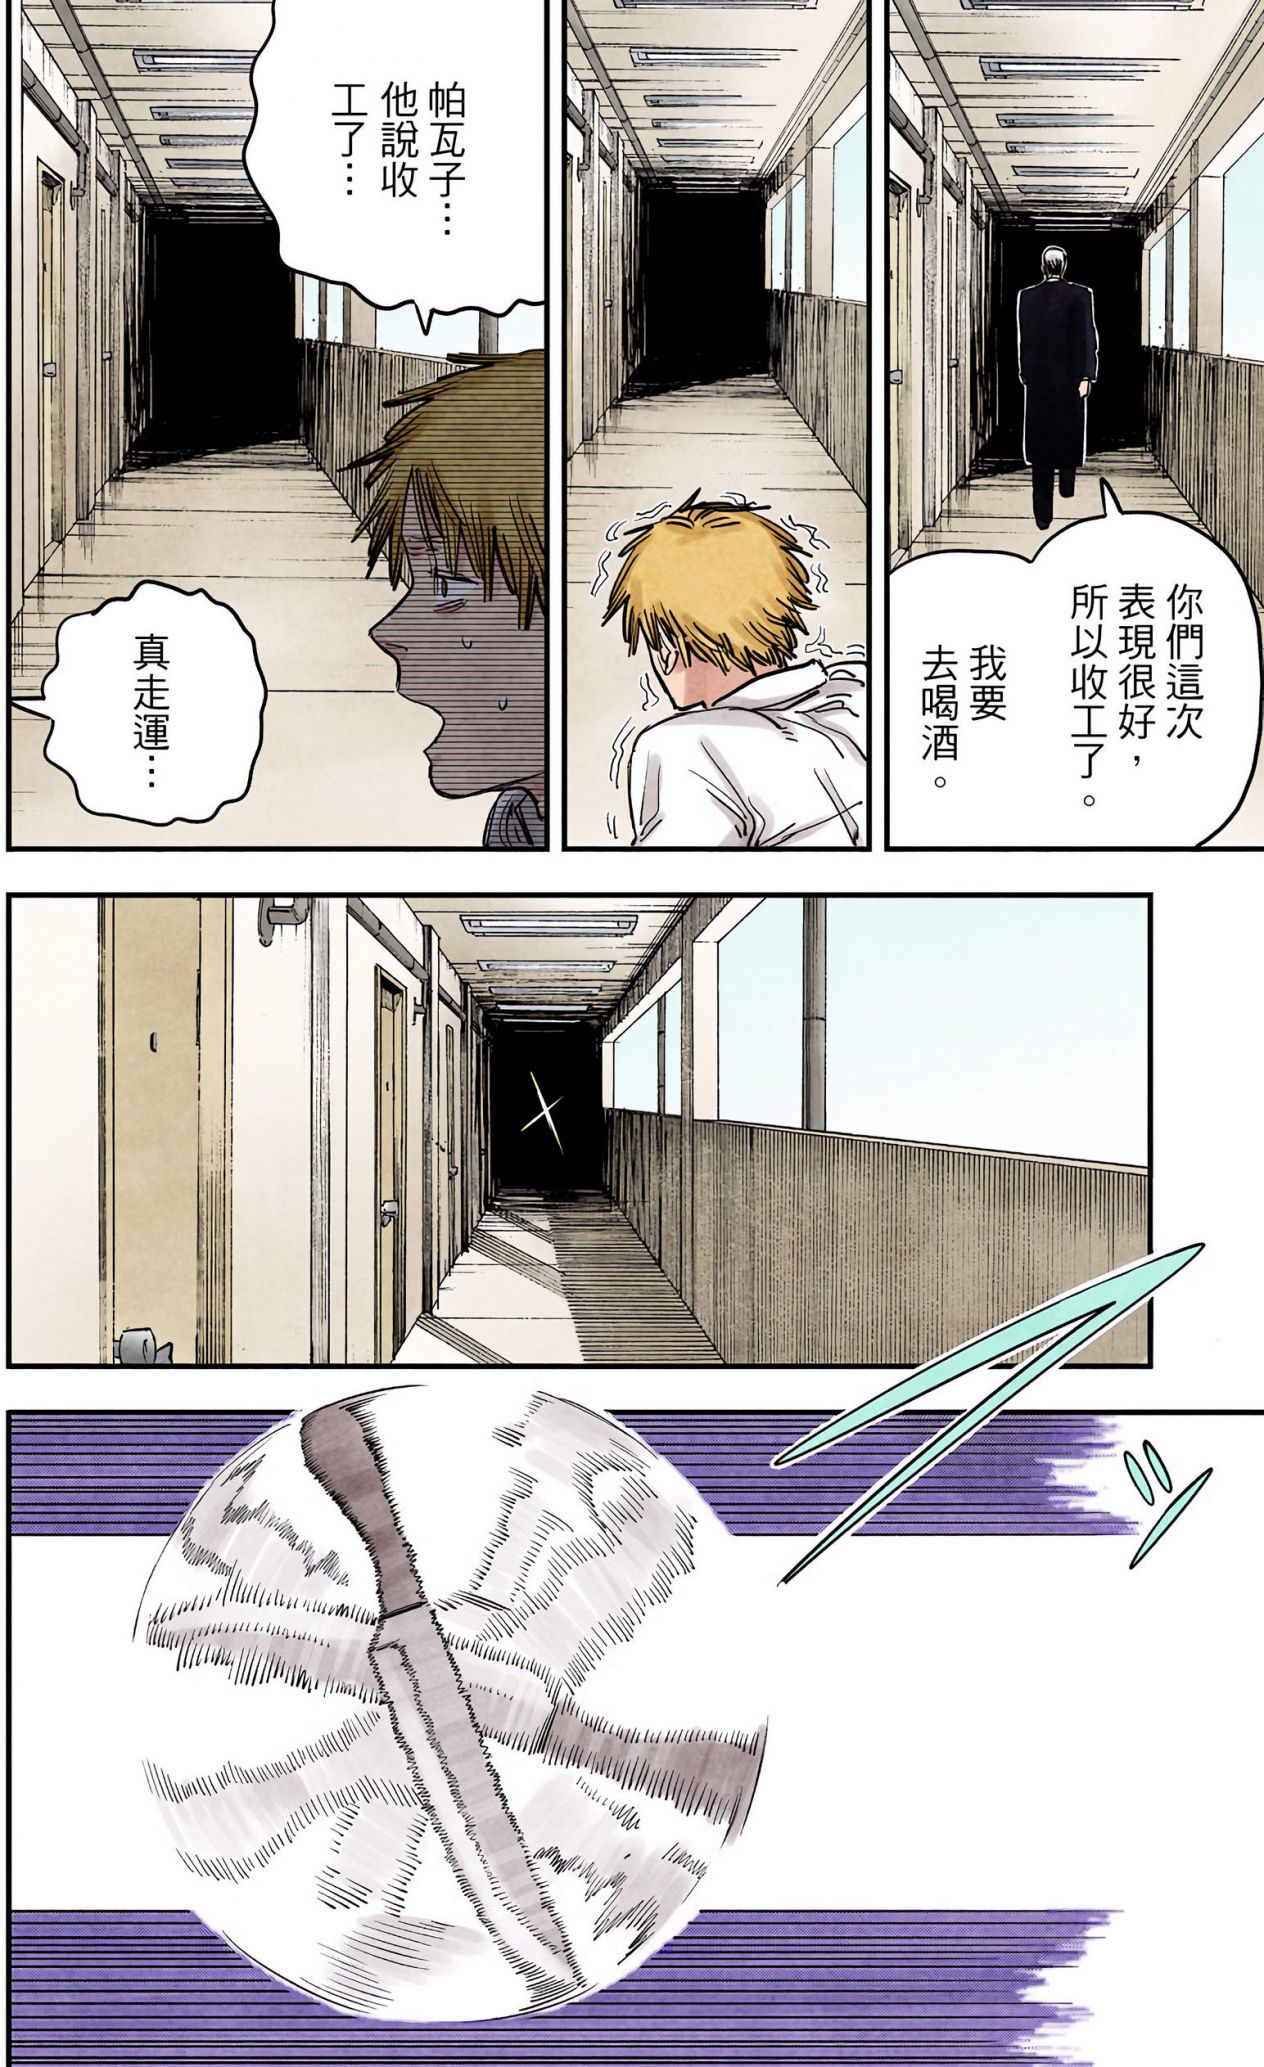 你們這次
表現很好，
所以收工了。
我要
去喝酒。
帕瓦子⋯
他說收
工了⋯
真走運⋯